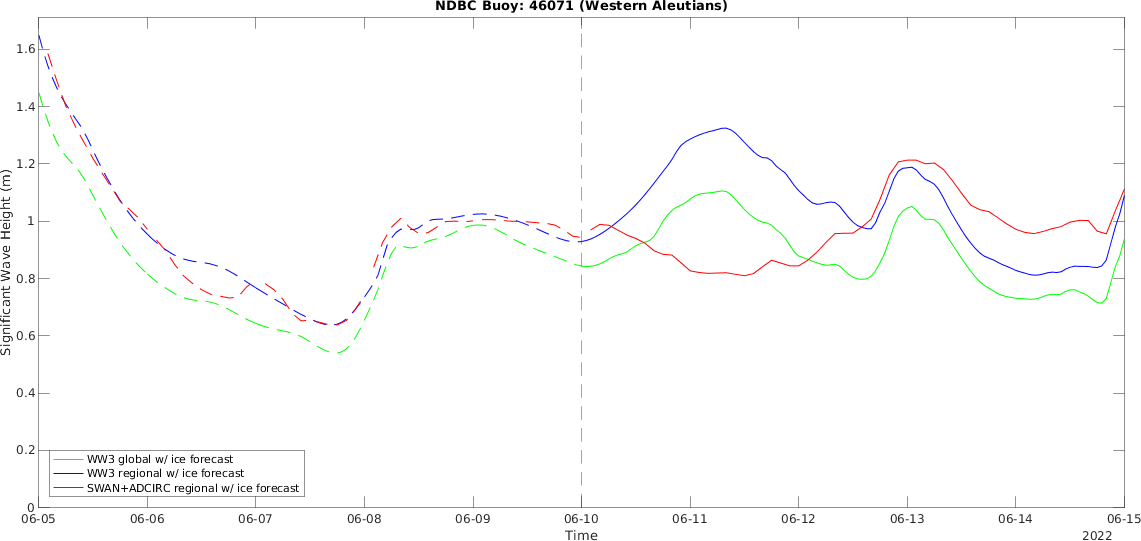 NDBC Buoy: 46071 (Western Aleutians)
Significant Wave Height (m)
1.6
1.4
1.2
1
0.8
0.6
0.4
0.2
0
WW3 global w/ ice forecast
WW3 regional w/ ice forecast
SWAN+ADCIRC regional w/ ice forecast
06-05 06-06 06-07 06-08 06-09 06-10 06-11 06-12 06-13 06-14 06-15
Time
2022